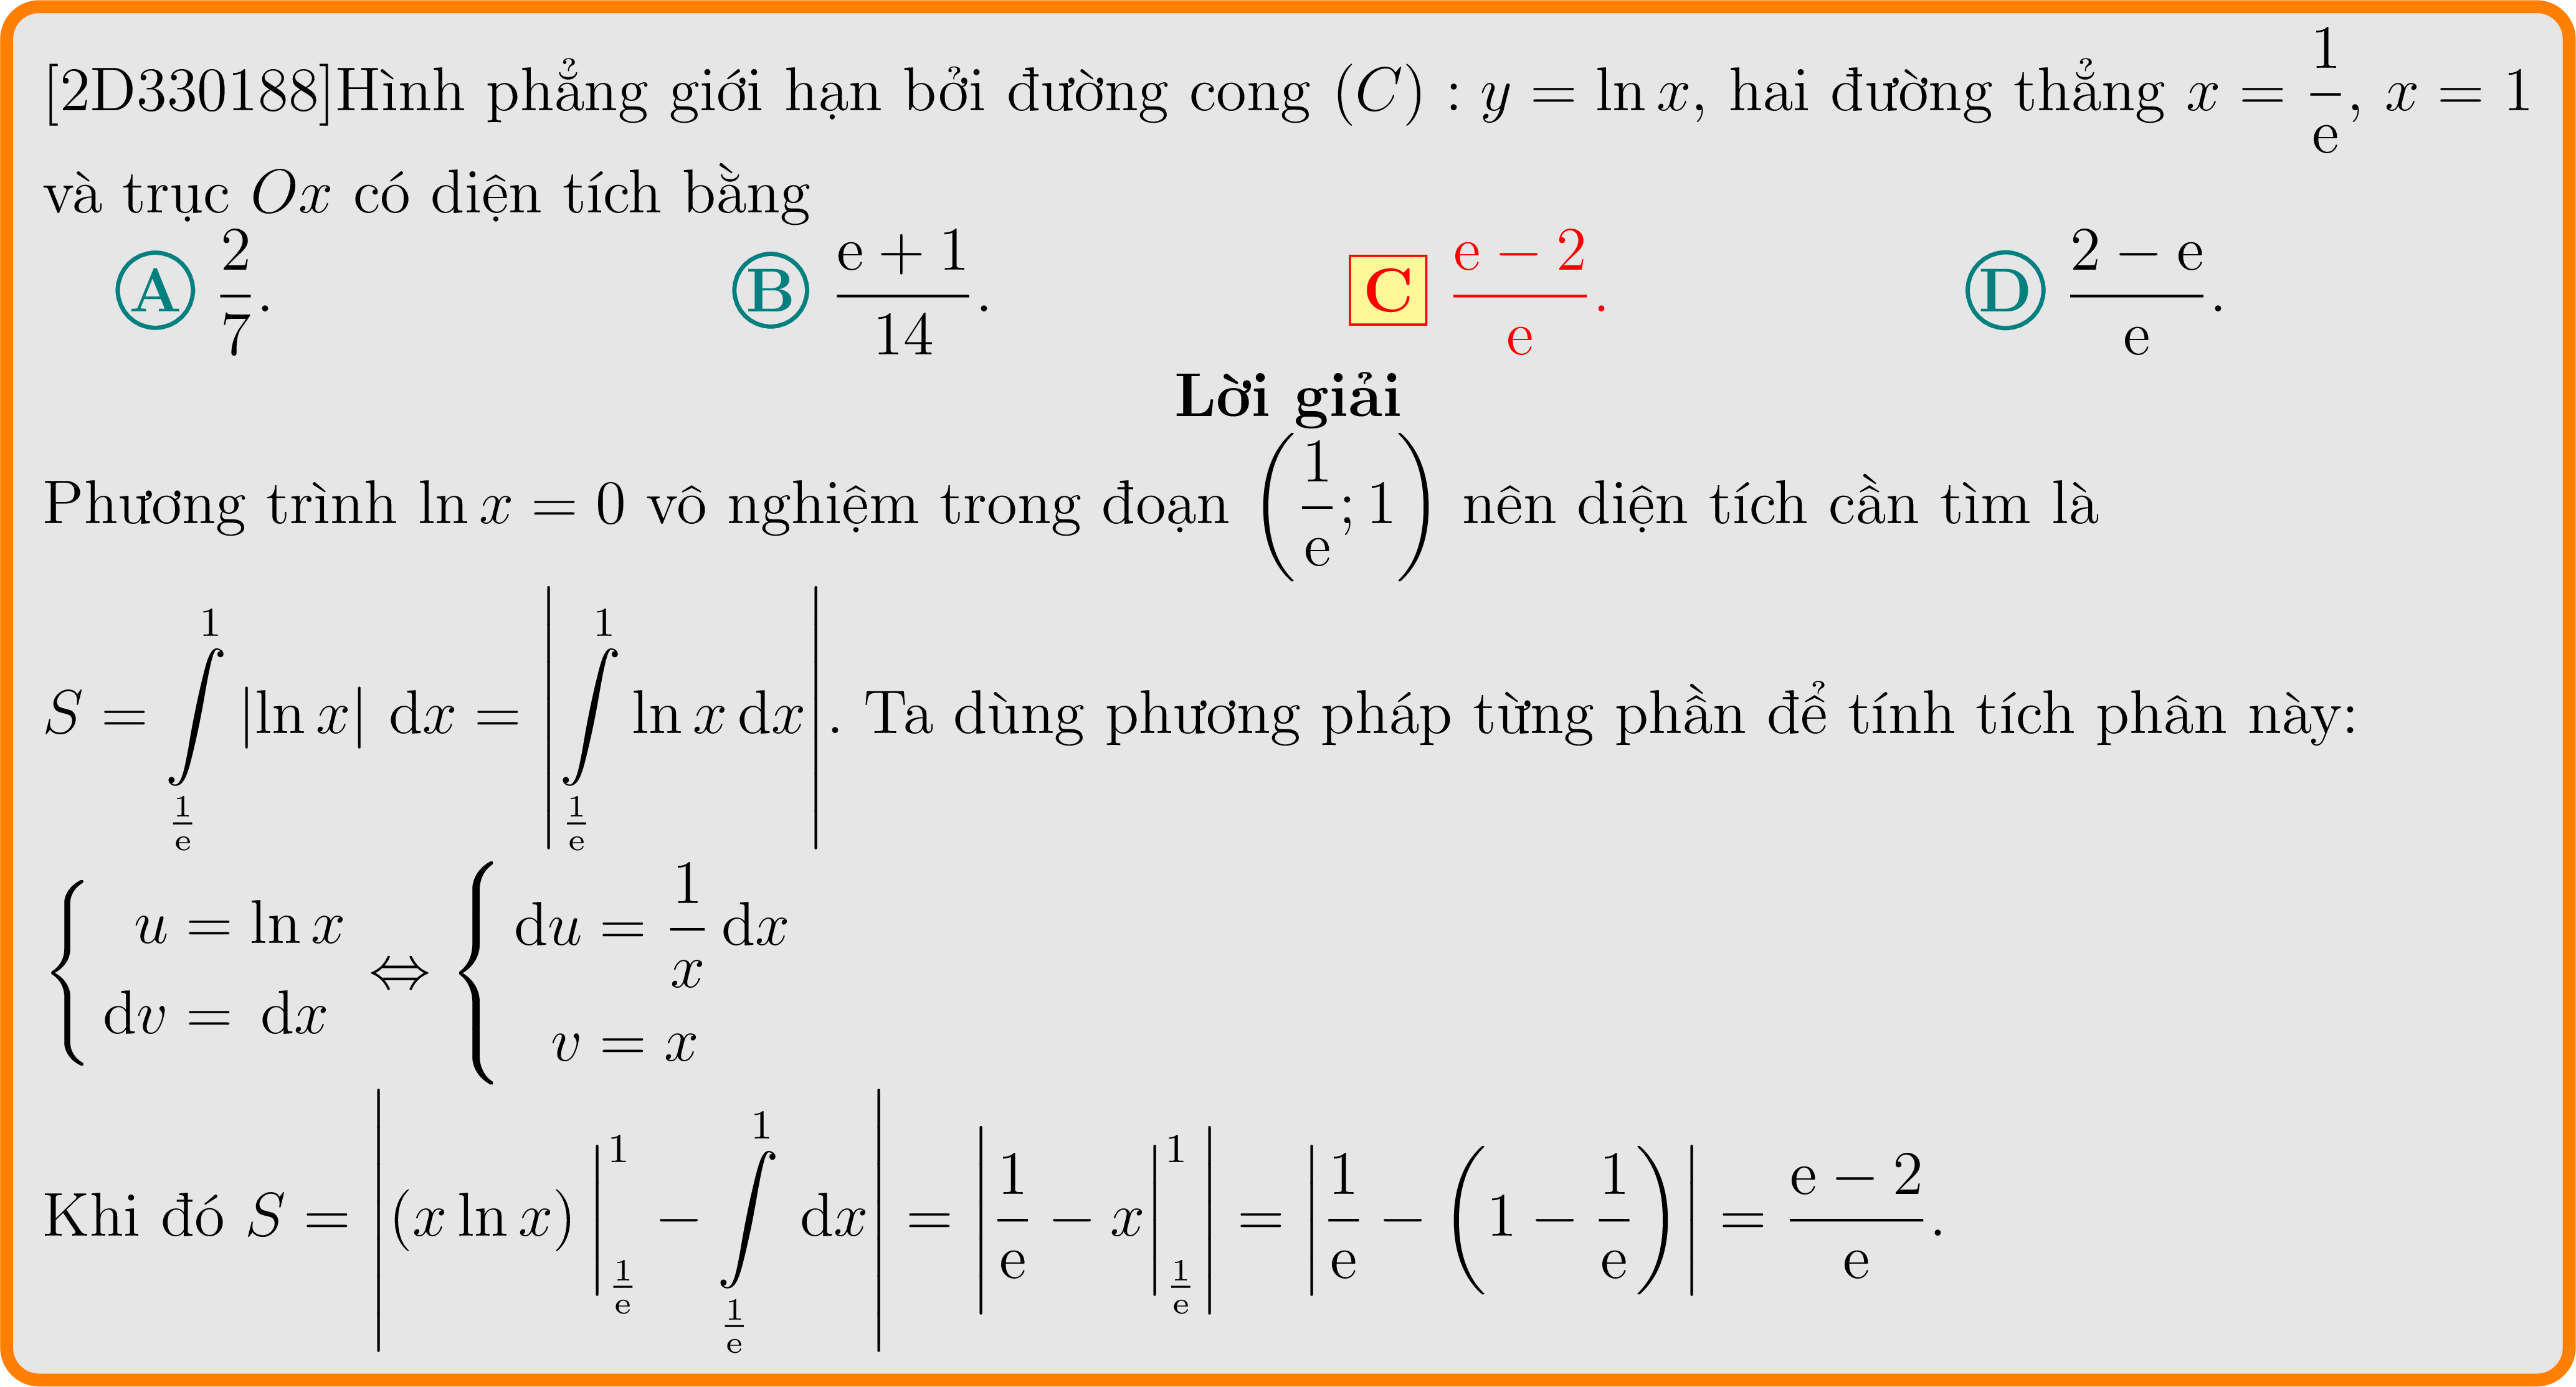 [2D330188]Hình phẳng giới hạn bởi đường cong (C) : y = ln x, hai đường thẳng x = \frac{1}{e}, x = 1
và trục Ox có diện tích bằng
A \frac{2}{7}. B \frac{e + 1}{14}. C \frac{e − 2}{e}. D \frac{2 − e}{e}.
Lời giải
Phương trình ln x = 0 vô nghiệm trong đoạn \left(\frac{1}{e}; 1\right) nên diện tích cần tìm là
S = \int\limits_{\frac{1}{e}}^{1} |ln x| dx = \left|\int\limits_{\frac{1}{e}}^{1} ln x dx\right|. Ta dùng phương pháp từng phần để tính tích phân này:
\begin{cases} u = ln x \\ dv = dx \end{cases} ⇔ \begin{cases} du = \frac{1}{x} dx \\ v = x \end{cases}
Khi đó S = \left|(x ln x)\Big|_{\frac{1}{e}}^{1} − \int\limits_{\frac{1}{e}}^{1} dx\right| = \left|\frac{1}{e} − x\Big|_{\frac{1}{e}}^{1}\right| = \left|\frac{1}{e} − \left(1 − \frac{1}{e}\right)\right| = \frac{e − 2}{e}.